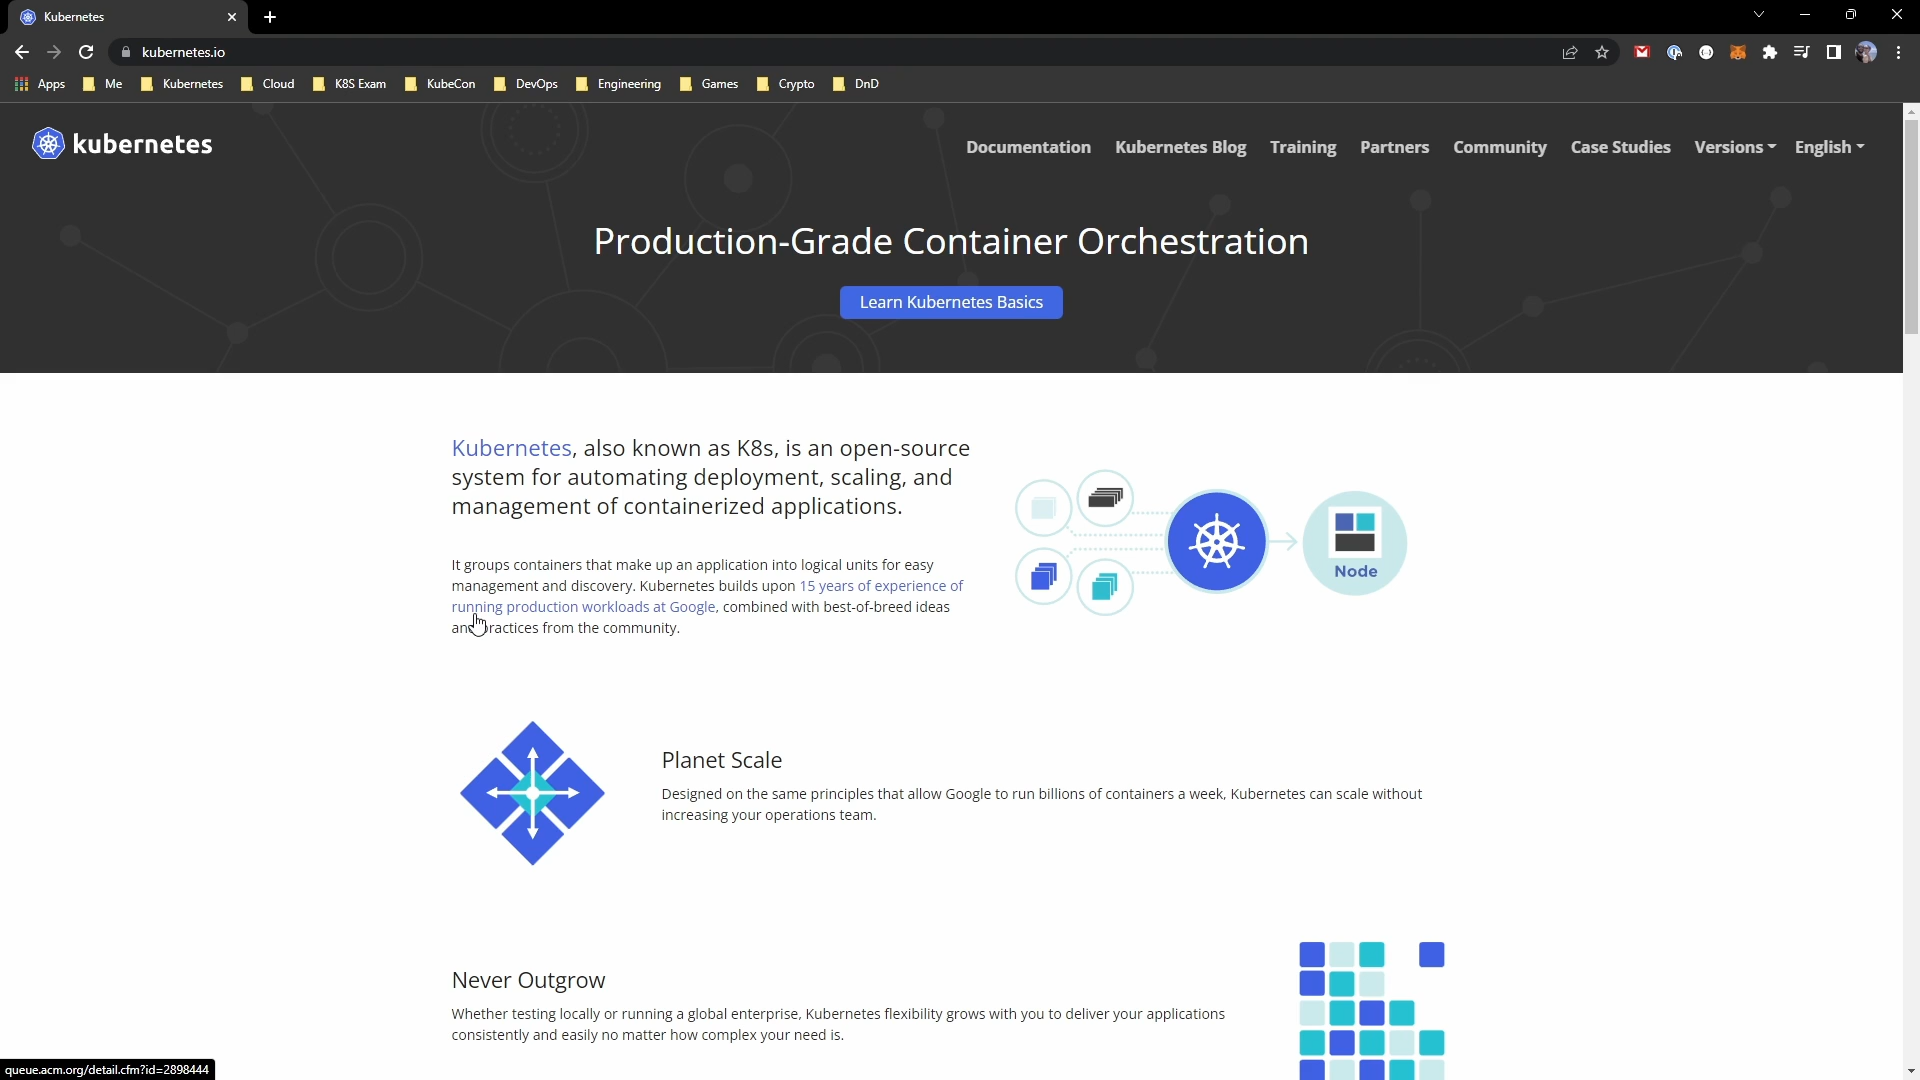 Kubernetes
kubernetes.io
Apps Me Kubernetes Cloud K8S Exam KubeCon DevOps Engineering Games Crypto DnD
kubernetes
Documentation Kubernetes Blog Training Partners Community Case Studies Versions English
Production-Grade Container Orchestration
Learn Kubernetes Basics
Kubernetes, also known as K8s, is an open-source
system for automating deployment, scaling, and
management of containerized applications.
It groups containers that make up an application into logical units for easy
management and discovery. Kubernetes builds upon 15 years of experience of
running production workloads at Google, combined with best-of-breed ideas
and practices from the community.
Node
Planet Scale
Designed on the same principles that allow Google to run billions of containers a week, Kubernetes can scale without
increasing your operations team.
Never Outgrow
Whether testing locally or running a global enterprise, Kubernetes flexibility grows with you to deliver your applications
consistently and easily no matter how complex your need is.
queue.acm.org/detail.cfm?id=2898444